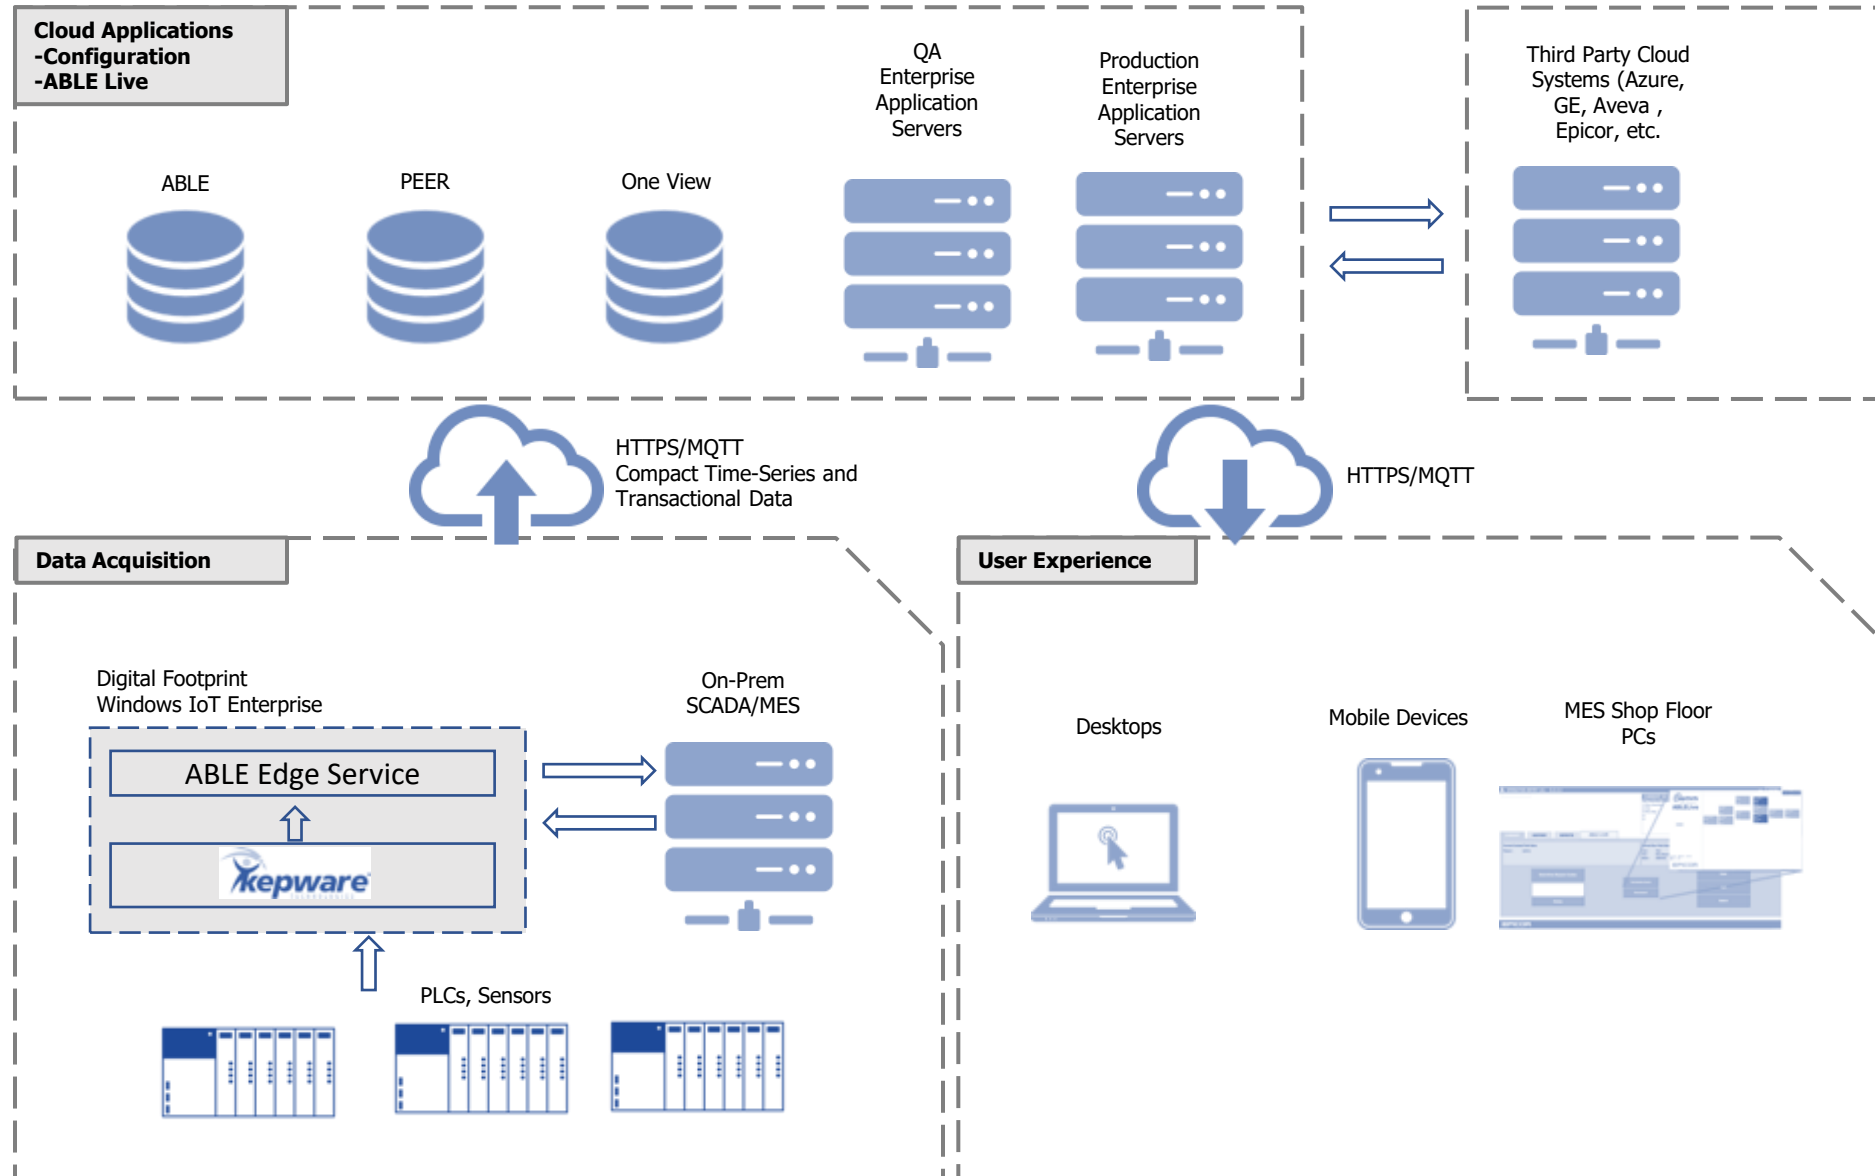 Cloud Applications
-Configuration
-ABLE Live
QA
Enterprise
Application
Servers
Production
Enterprise
Application
Servers
Third Party Cloud
Systems (Azure,
GE, Aveva ,
Epicor, etc.
ABLE
PEER
One View
HTTPS/MQTT
Compact Time-Series and
Transactional Data
HTTPS/MQTT
Data Acquisition
User Experience
Digital Footprint
Windows IoT Enterprise
On-Prem
SCADA/MES
ABLE Edge Service
kepware
PLCs, Sensors
Desktops
Mobile Devices
MES Shop Floor
PCs